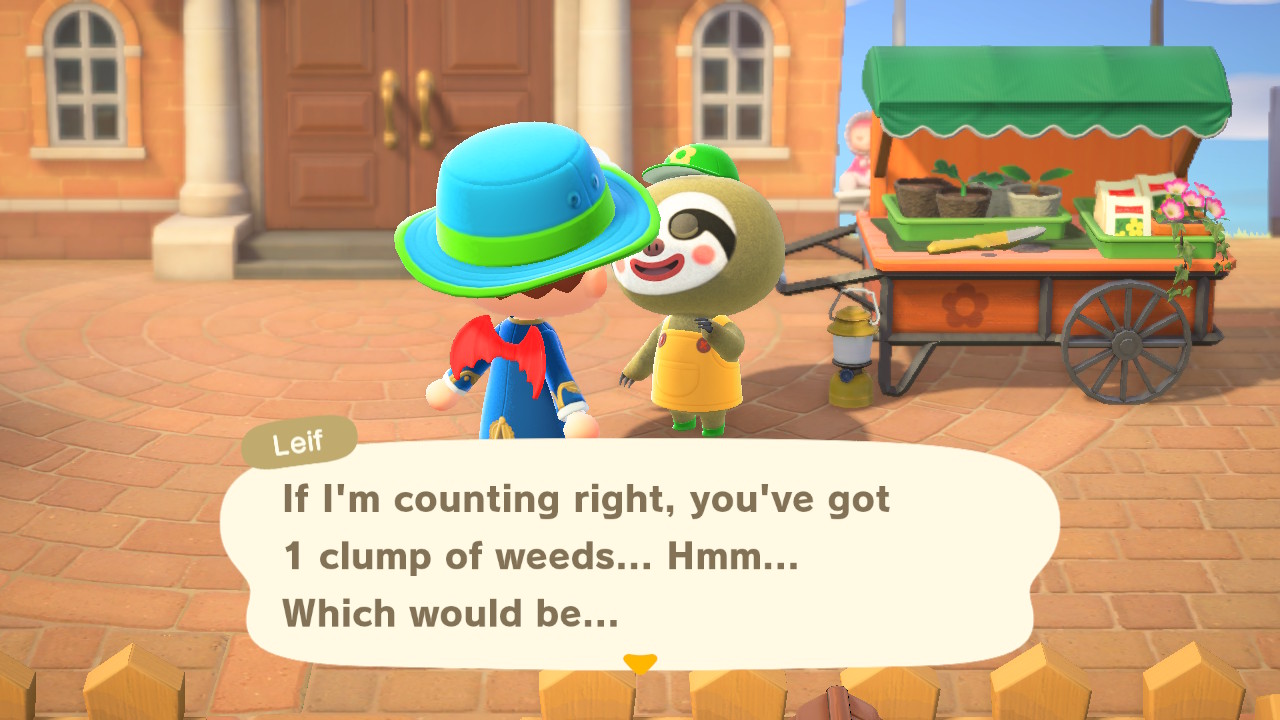 Leif
If I'm counting right, you've got
1 clump of weeds... Hmm...
Which would be...